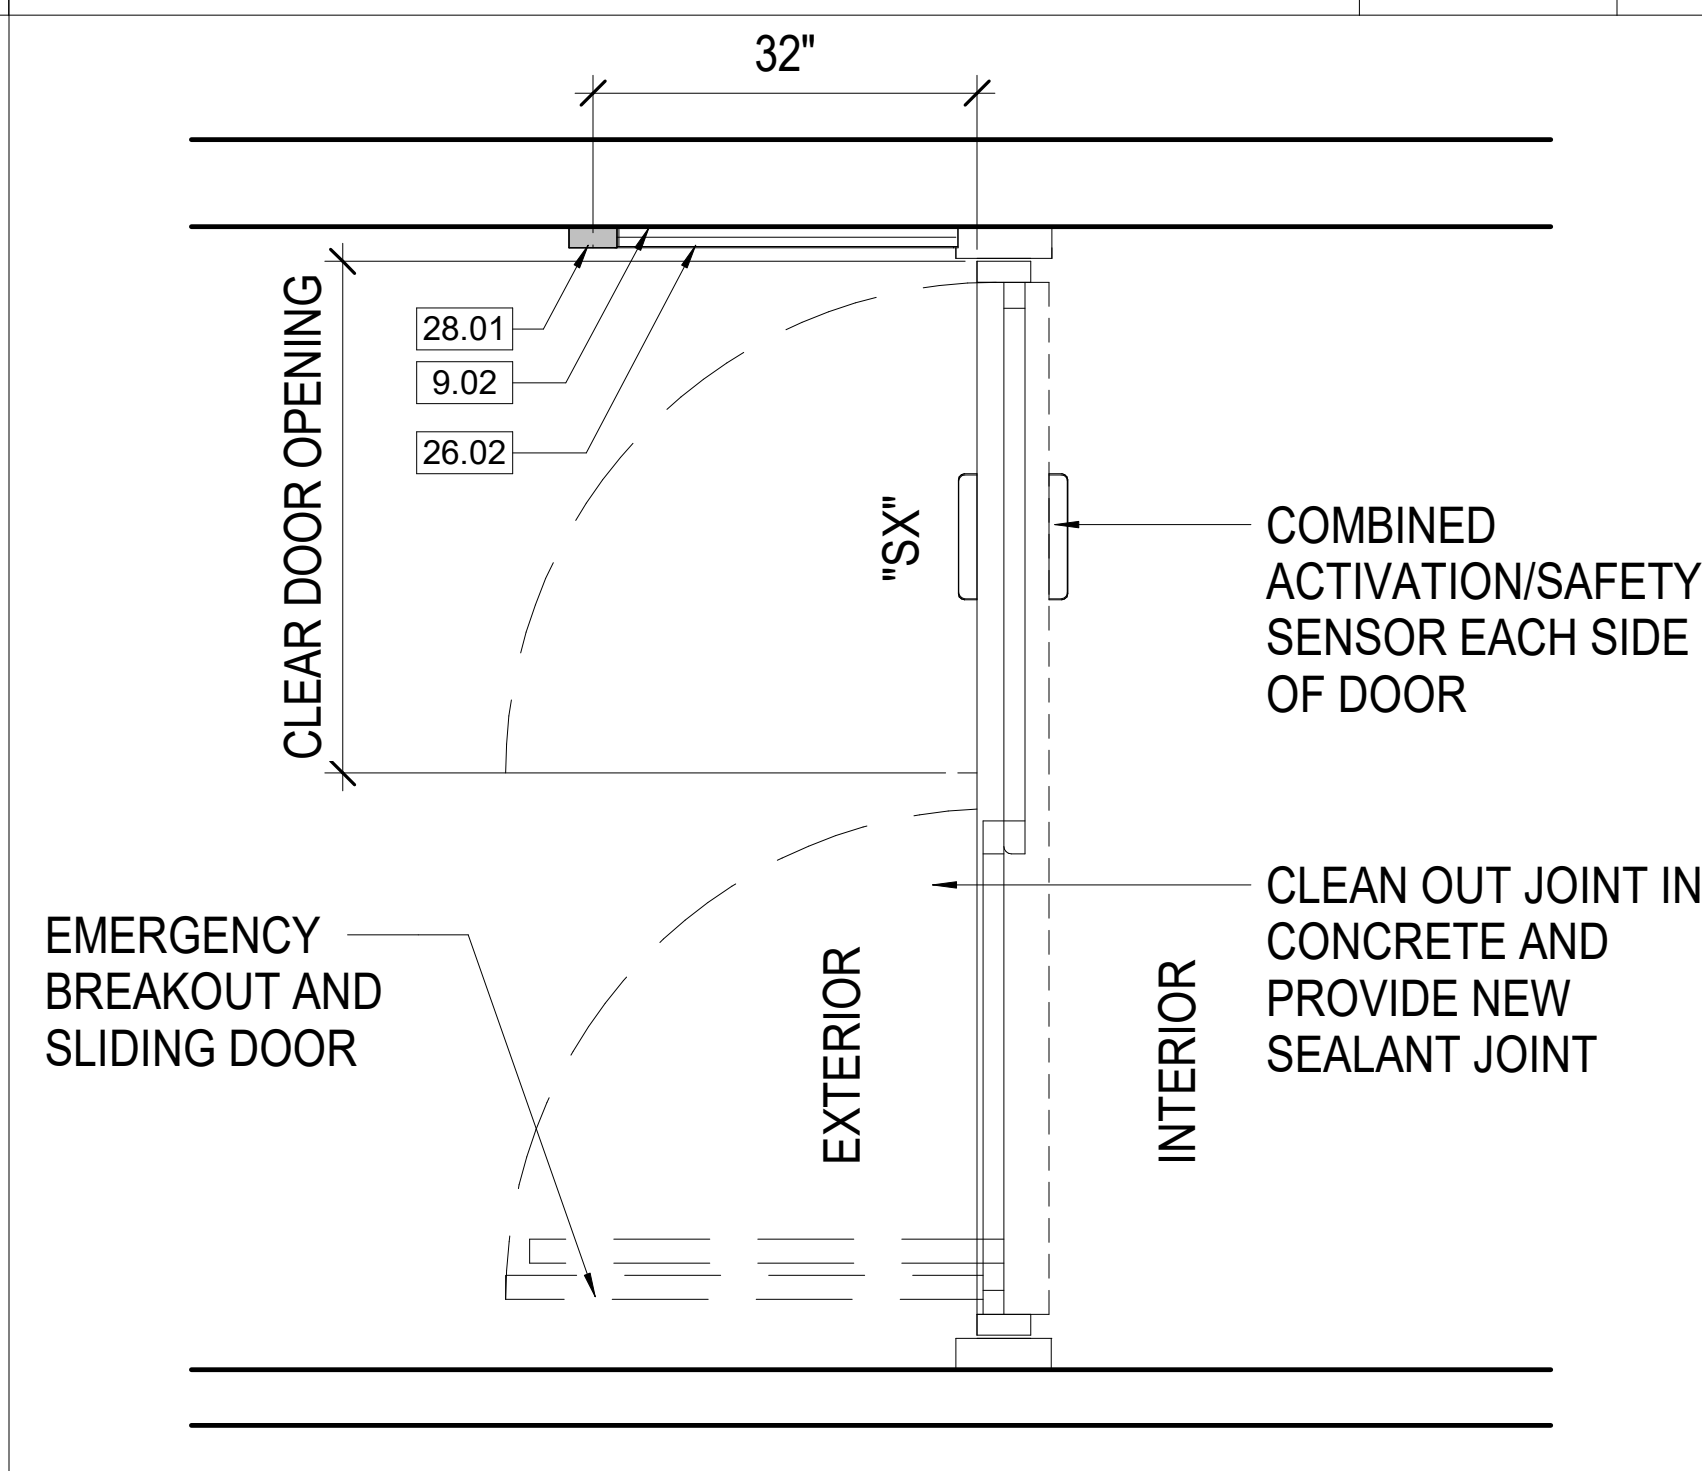 32"
CLEAR DOOR OPENING
28.01
9.02
26.02
"SX"
COMBINED
ACTIVATION/SAFETY
SENSOR EACH SIDE
OF DOOR
EMERGENCY
BREAKOUT AND
SLIDING DOOR
EXTERIOR
INTERIOR
CLEAN OUT JOINT IN
CONCRETE AND
PROVIDE NEW
SEALANT JOINT